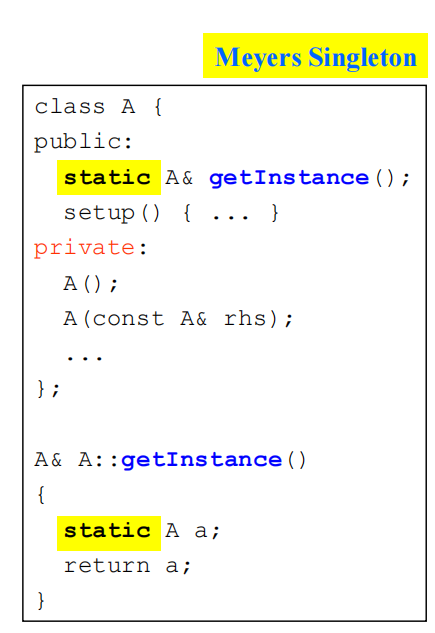 Meyers Singleton
class A {
public:
static A& getInstance();
setup() { ... }
private:
A();
A(const A& rhs);
...
};
A& A::getInstance()
{
static A a;
return a;
}